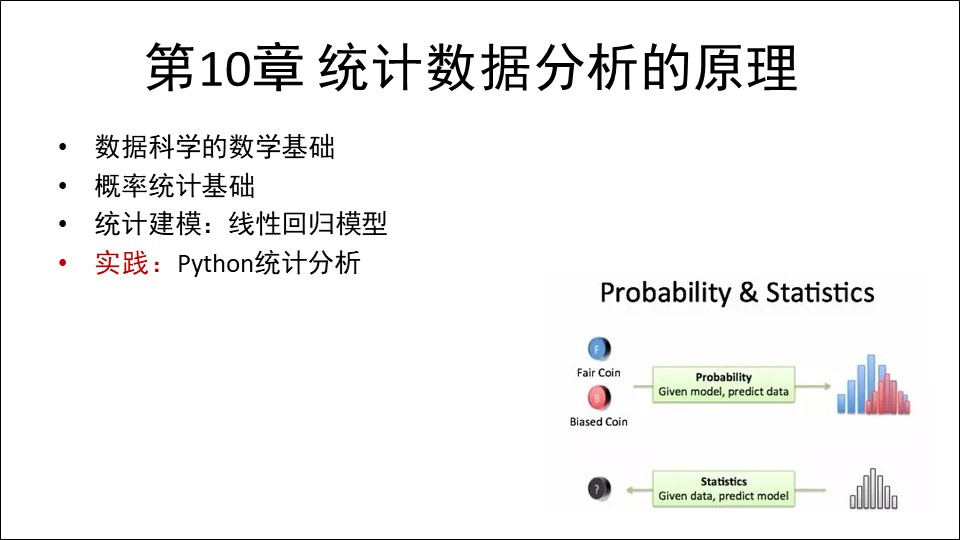 第10章 统计数据分析的原理
• 数据科学的数学基础
• 概率统计基础
• 统计建模：线性回归模型
• 实践：Python统计分析
Probability & Statistics
F
Fair Coin
B
Biased Coin
Probability
Given model, predict data
?
Statistics
Given data, predict model